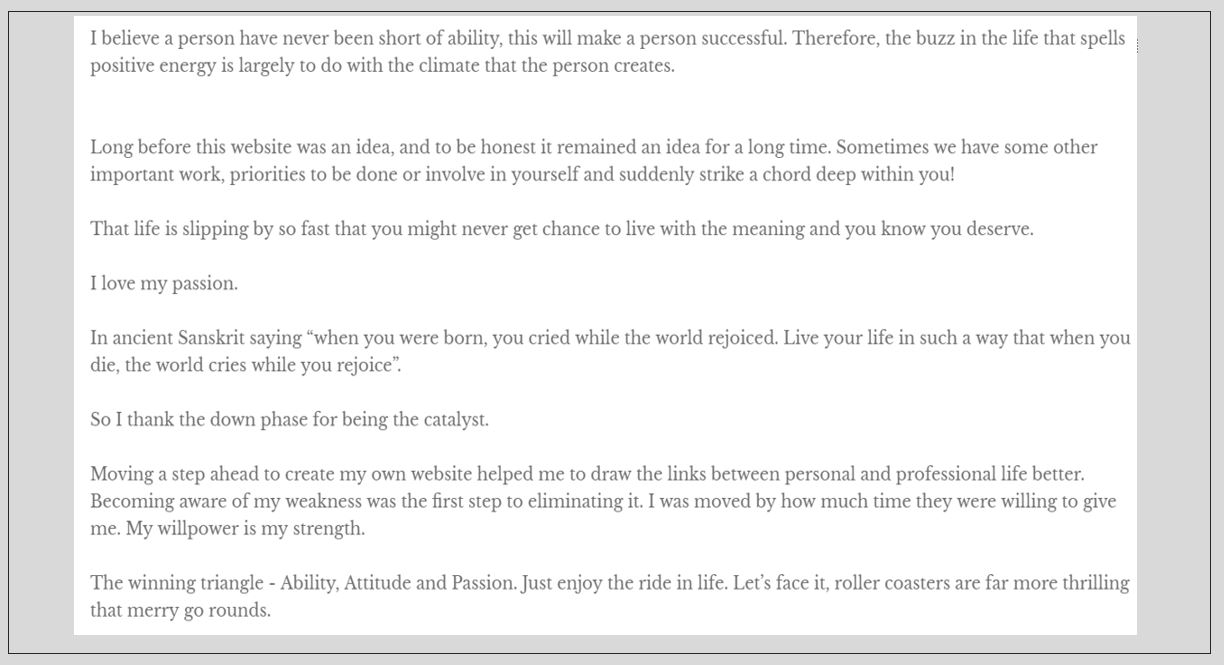 I believe a person have never been short of ability, this will make a person successful. Therefore, the buzz in the life that spells
positive energy is largely to do with the climate that the person creates.
Long before this website was an idea, and to be honest it remained an idea for a long time. Sometimes we have some other
important work, priorities to be done or involve in yourself and suddenly strike a chord deep within you!
That life is slipping by so fast that you might never get chance to live with the meaning and you know you deserve.
I love my passion.
In ancient Sanskrit saying “when you were born, you cried while the world rejoiced. Live your life in such a way that when you
die, the world cries while you rejoice”.
So I thank the down phase for being the catalyst.
Moving a step ahead to create my own website helped me to draw the links between personal and professional life better.
Becoming aware of my weakness was the first step to eliminating it. I was moved by how much time they were willing to give
me. My willpower is my strength.
The winning triangle - Ability, Attitude and Passion. Just enjoy the ride in life. Let’s face it, roller coasters are far more thrilling
that merry go rounds.